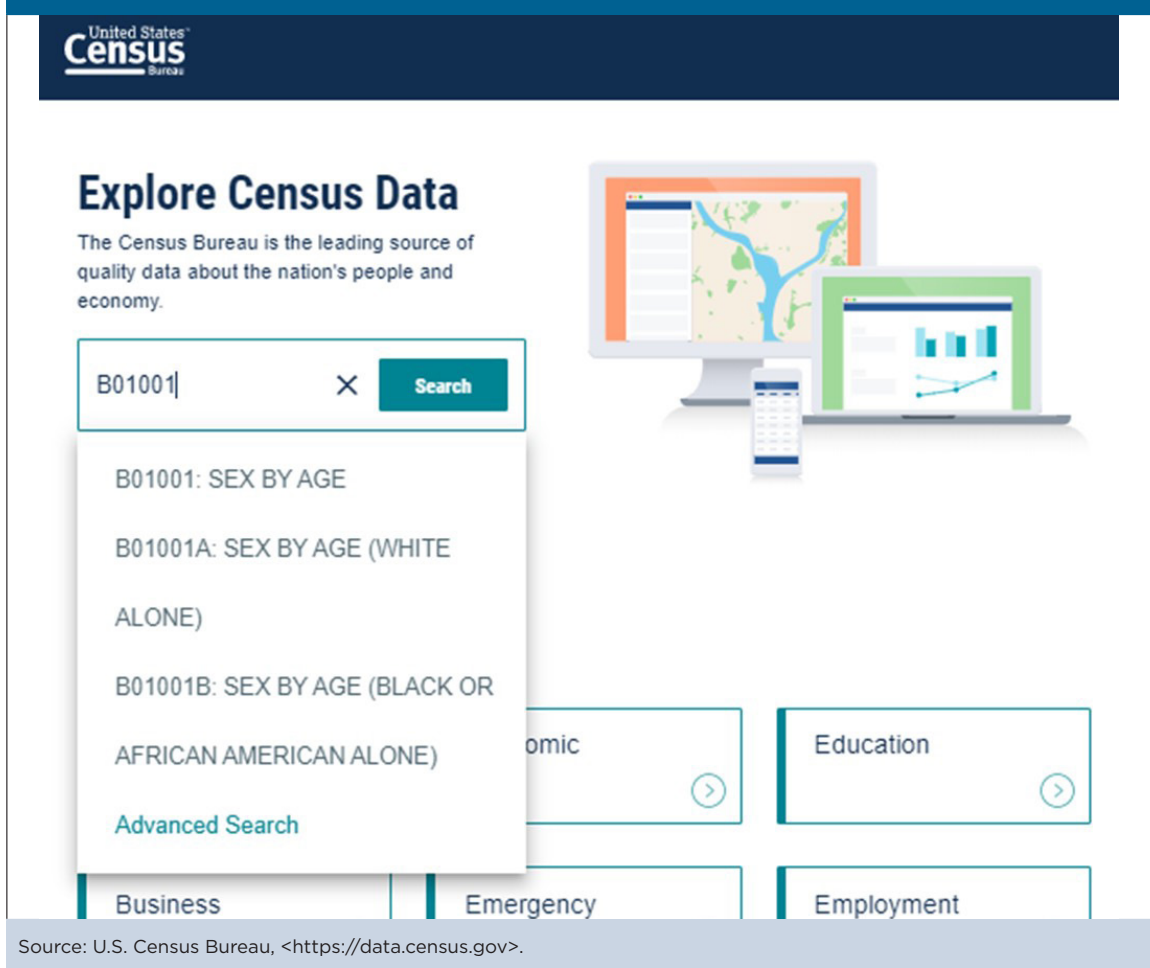 United States™
Census
Bureau
Explore Census Data
The Census Bureau is the leading source of
quality data about the nation's people and
economy.
B01001
Search
B01001: SEX BY AGE
B01001A: SEX BY AGE (WHITE
ALONE)
B01001B: SEX BY AGE (BLACK OR
AFRICAN AMERICAN ALONE)
Advanced Search
omic
Education
Business
Emergency
Employment
Source: U.S. Census Bureau, <https://data.census.gov>.